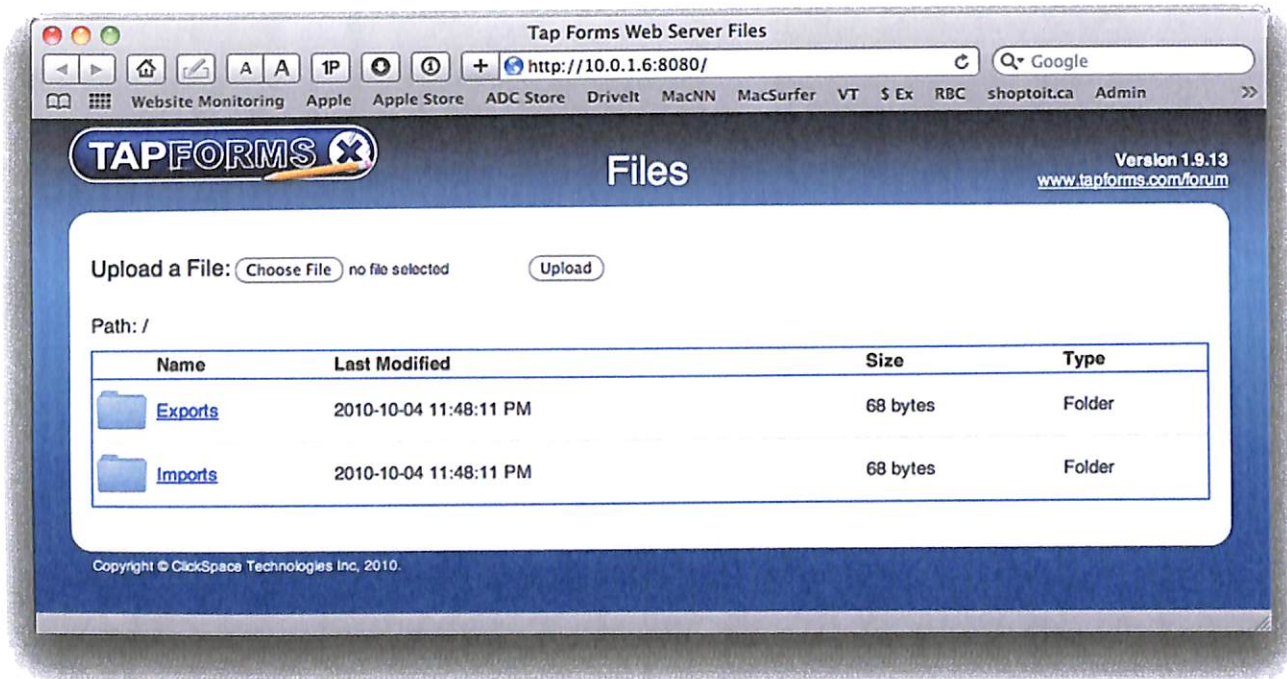 Tap Forms Web Server Files
A A 1P + http://10.0.1.6:8080/ Google
Website Monitoring Apple Apple Store ADC Store DriveIt MacNN MacSurfer VT $ Ex RBC shoptoit.ca Admin >>
TAPFORMS X
Files
Version 1.9.13
www.tapforms.com/forum
Upload a File: Choose File no file selected Upload
Path: /
Name Last Modified Size Type
Exports 2010-10-04 11:48:11 PM 68 bytes Folder
Imports 2010-10-04 11:48:11 PM 68 bytes Folder
Copyright © ClickSpace Technologies Inc, 2010.